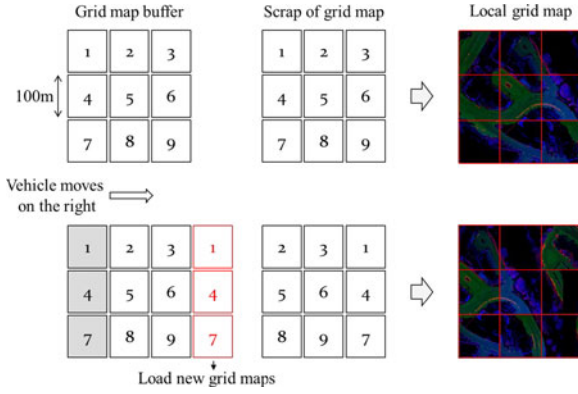 Grid map buffer
Scrap of grid map
Local grid map
1 2 3
1 2 3
100m
4 5 6
4 5 6
7 8 9
7 8 9
Vehicle moves
on the right
1 2 3 1
2 3 1
4 5 6 4
5 6 4
7 8 9 7
8 9 7
Load new grid maps